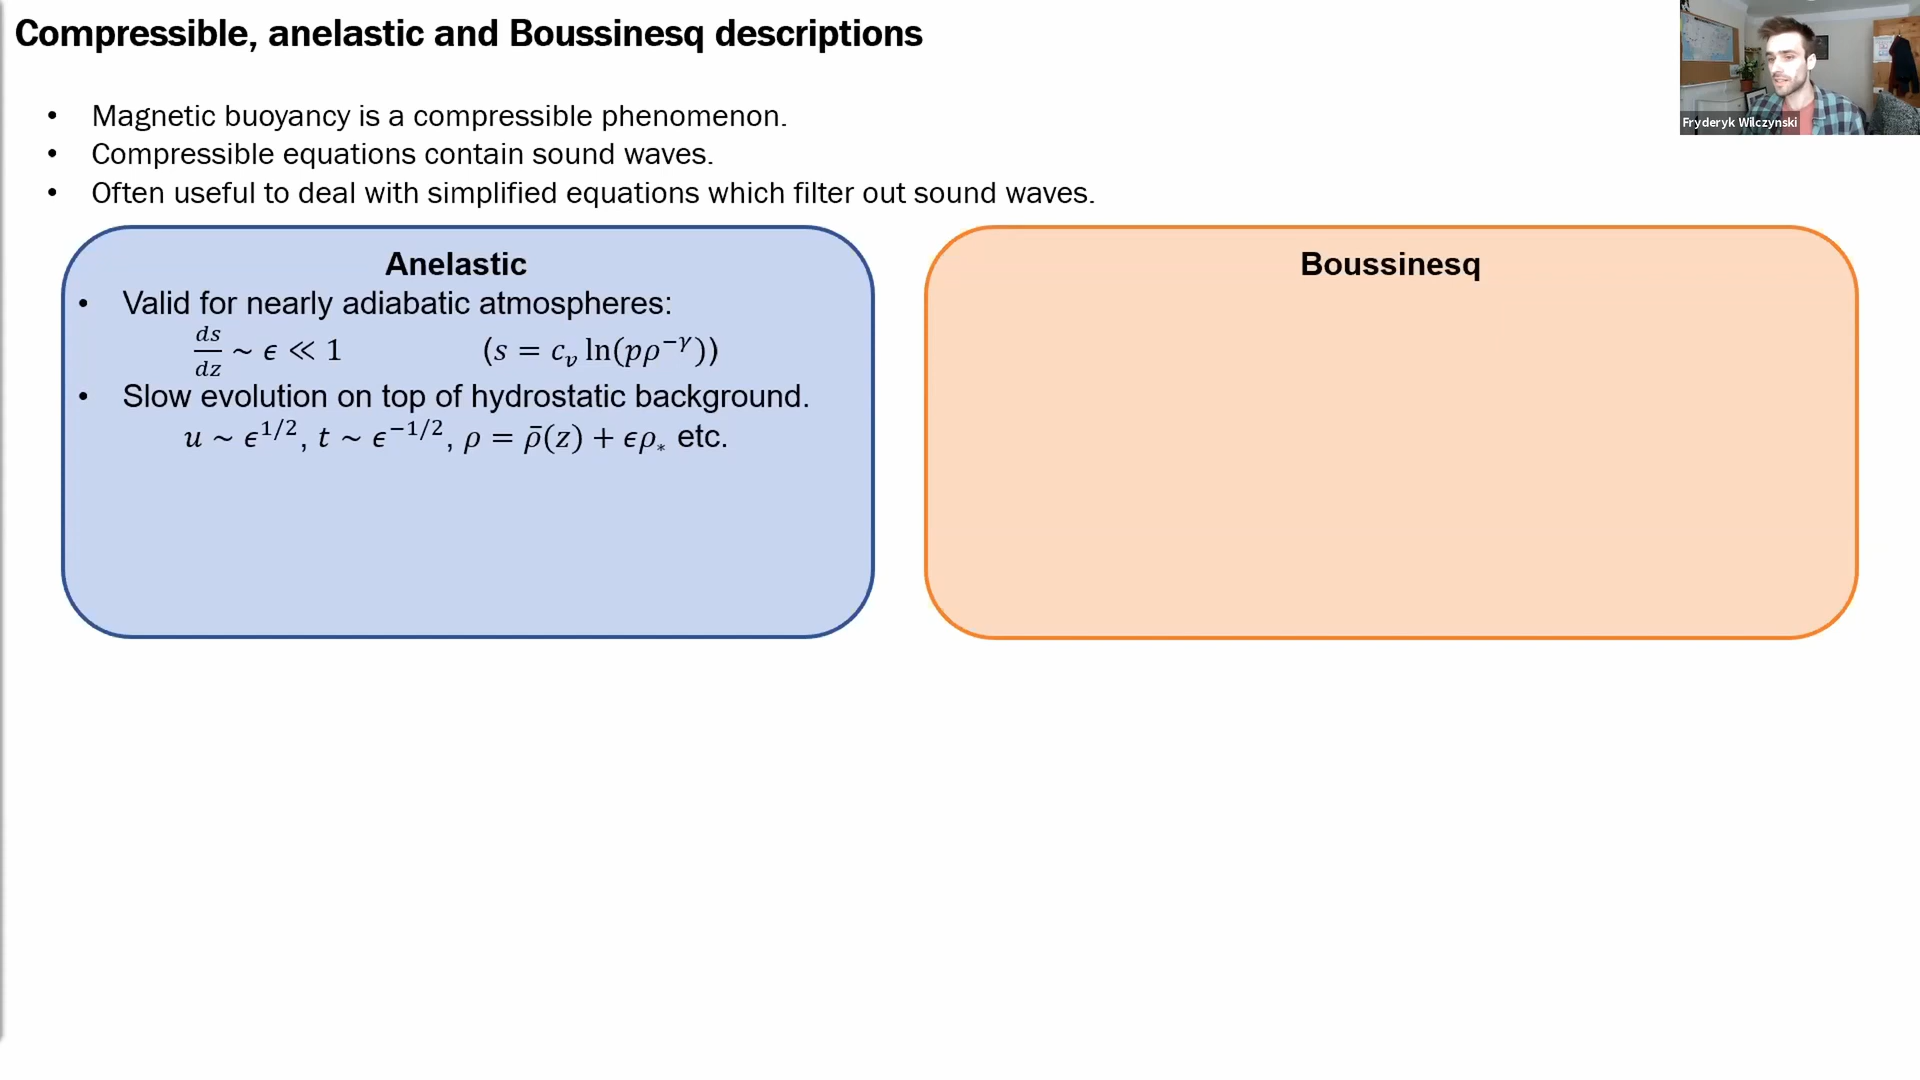 Compressible, anelastic and Boussinesq descriptions
Fryderyk Wilczynski
• Magnetic buoyancy is a compressible phenomenon.
• Compressible equations contain sound waves.
• Often useful to deal with simplified equations which filter out sound waves.
Anelastic
• Valid for nearly adiabatic atmospheres:
ds/dz ~ ϵ ≪ 1 (s = c_v ln(pρ^{−γ}))
• Slow evolution on top of hydrostatic background.
u ~ ϵ^{1/2}, t ~ ϵ^{−1/2}, ρ = ρ̄(z) + ϵρ_* etc.
Boussinesq